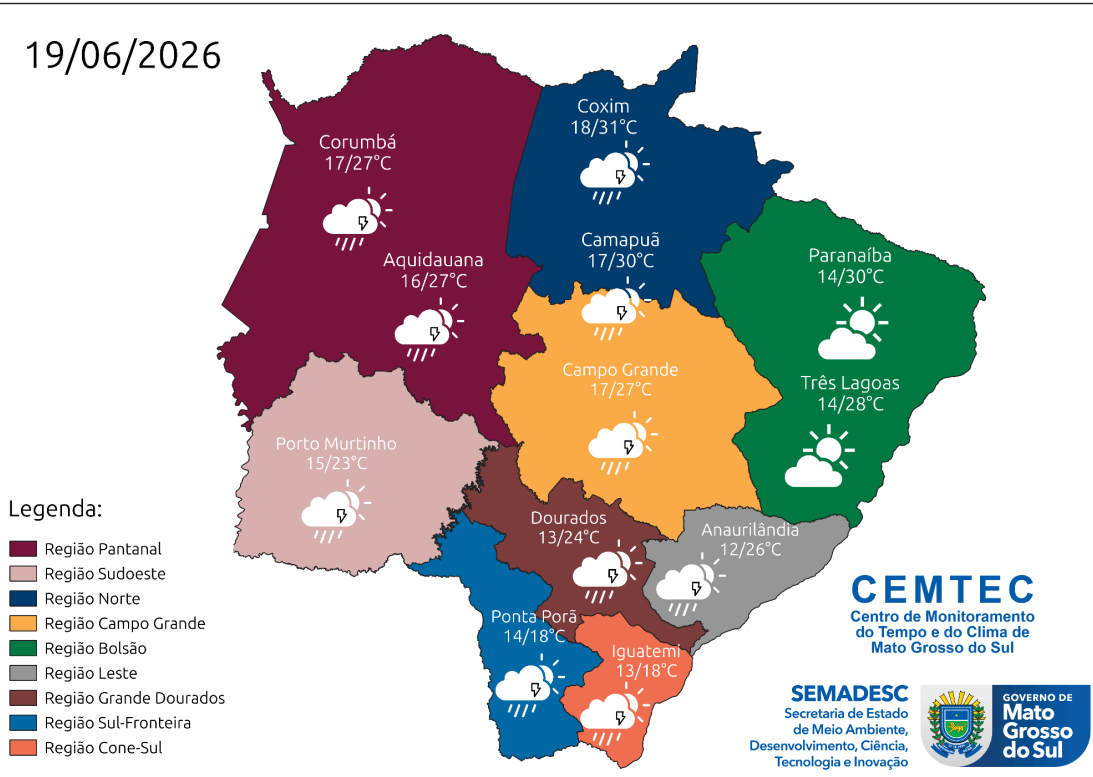 19/06/2026
Coxim
18/31°C
Corumbá
17/27°C
Camapuã
17/30°C
Aquidauana
16/27°C
Paranaíba
14/30°C
Campo Grande
17/27°C
Três Lagoas
14/28°C
Porto Murtinho
15/23°C
Dourados
13/24°C
Anaurilândia
12/26°C
Ponta Porã
14/18°C
Iguatemi
13/18°C
Legenda:
Região Pantanal
Região Sudoeste
Região Norte
Região Campo Grande
Região Bolsão
Região Leste
Região Grande Dourados
Região Sul-Fronteira
Região Cone-Sul
CEMTEC
Centro de Monitoramento
do Tempo e do Clima de
Mato Grosso do Sul
SEMADESC
Secretaria de Estado
de Meio Ambiente,
Desenvolvimento, Ciência,
Tecnologia e Inovação
GOVERNO DE
Mato
Grosso
do Sul